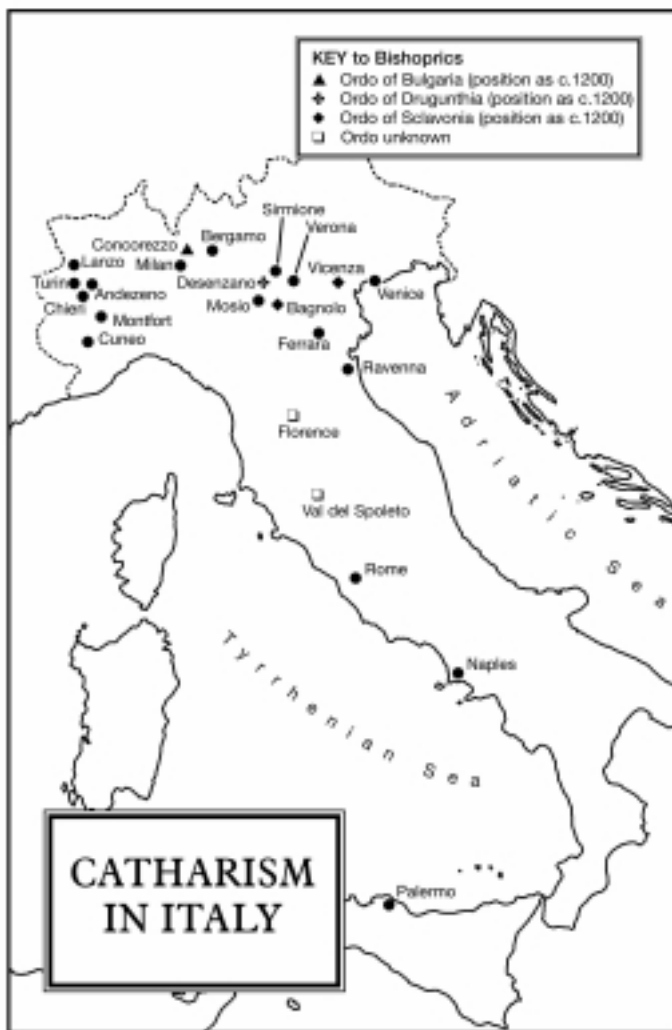 KEY to Bishoprics
Ordo of Bulgaria (position as c.1200)
Ordo of Drugunthia (position as c.1200)
Ordo of Sclavonia (position as c.1200)
Ordo unknown
Sirmione
Verona
Concorezzo
Bergamo
Lanzo
Milan
Desenzano
Vicenza
Venice
Turin
Andezeno
Chieri
Mosio
Bagnolo
Montfort
Cuneo
Ferrara
Ravenna
Florence
Adriatic Sea
Val del Spoleto
Rome
Naples
Tyrrhenian Sea
CATHARISM
IN ITALY
Palermo